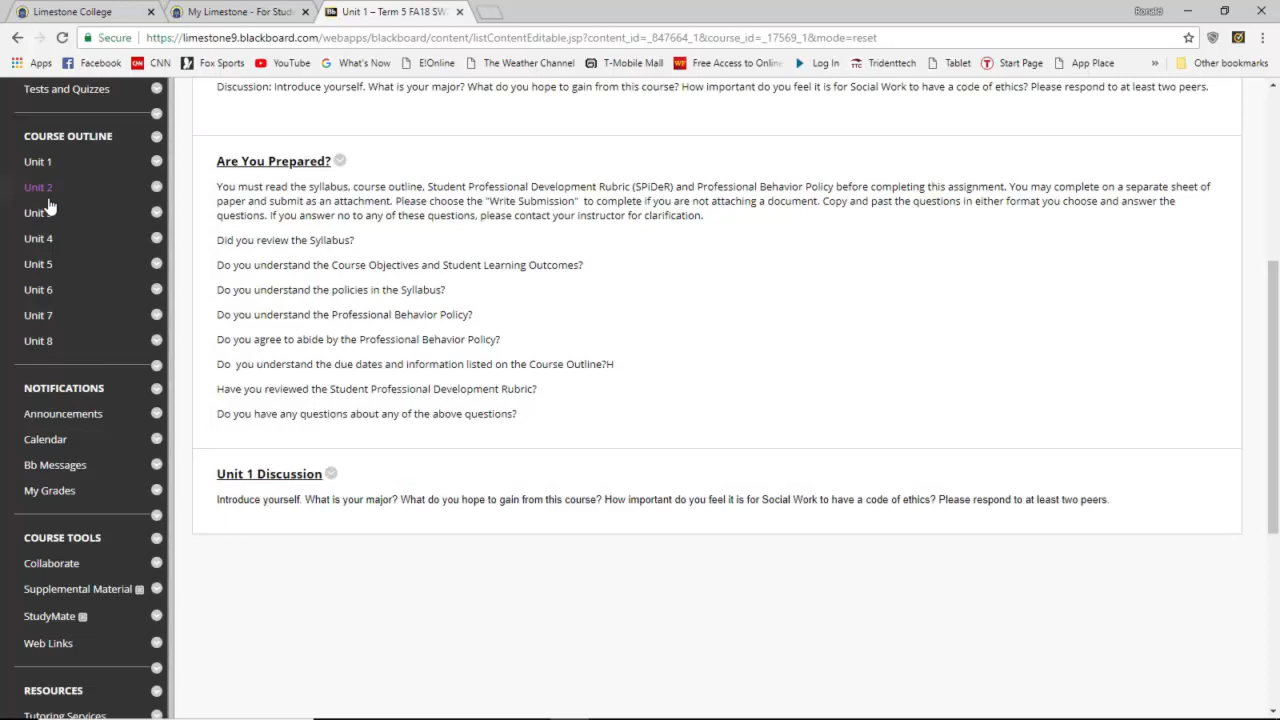 Limestone College
My Limestone - For Stud
Unit 1 – Term 5 FA18 SW
Ronald
Secure
https://limestone9.blackboard.com/webapps/blackboard/content/listContentEditable.jsp?content_id=_847664_1&course_id=_17569_1&mode=reset
Apps
Facebook
CNN
Fox Sports
YouTube
What's Now
E!Online
The Weather Channel
T-Mobile Mall
Free Access to Onlin
Log In
Tridenttech
Tablet
Start Page
App Place
Other bookmarks
Tests and Quizzes
COURSE OUTLINE
Unit 1
Unit 2
Unit
Unit 4
Unit 5
Unit 6
Unit 7
Unit 8
NOTIFICATIONS
Announcements
Calendar
Bb Messages
My Grades
COURSE TOOLS
Collaborate
Supplemental Material
StudyMate
Web Links
RESOURCES
Tutoring Services
Discussion: Introduce yourself. What is your major? What do you hope to gain from this course? How important do you feel it is for Social Work to have a code of ethics? Please respond to at least two peers.
Are You Prepared?
You must read the syllabus, course outline, Student Professional Development Rubric (SPiDeR) and Professional Behavior Policy before completing this assignment. You may complete on a separate sheet of
paper and submit as an attachment. Please choose the "Write Submission" to complete if you are not attaching a document. Copy and past the questions in either format you choose and answer the
questions. If you answer no to any of these questions, please contact your instructor for clarification.
Did you review the Syllabus?
Do you understand the Course Objectives and Student Learning Outcomes?
Do you understand the policies in the Syllabus?
Do you understand the Professional Behavior Policy?
Do you agree to abide by the Professional Behavior Policy?
Do you understand the due dates and information listed on the Course Outline?H
Have you reviewed the Student Professional Development Rubric?
Do you have any questions about any of the above questions?
Unit 1 Discussion
Introduce yourself. What is your major? What do you hope to gain from this course? How important do you feel it is for Social Work to have a code of ethics? Please respond to at least two peers.